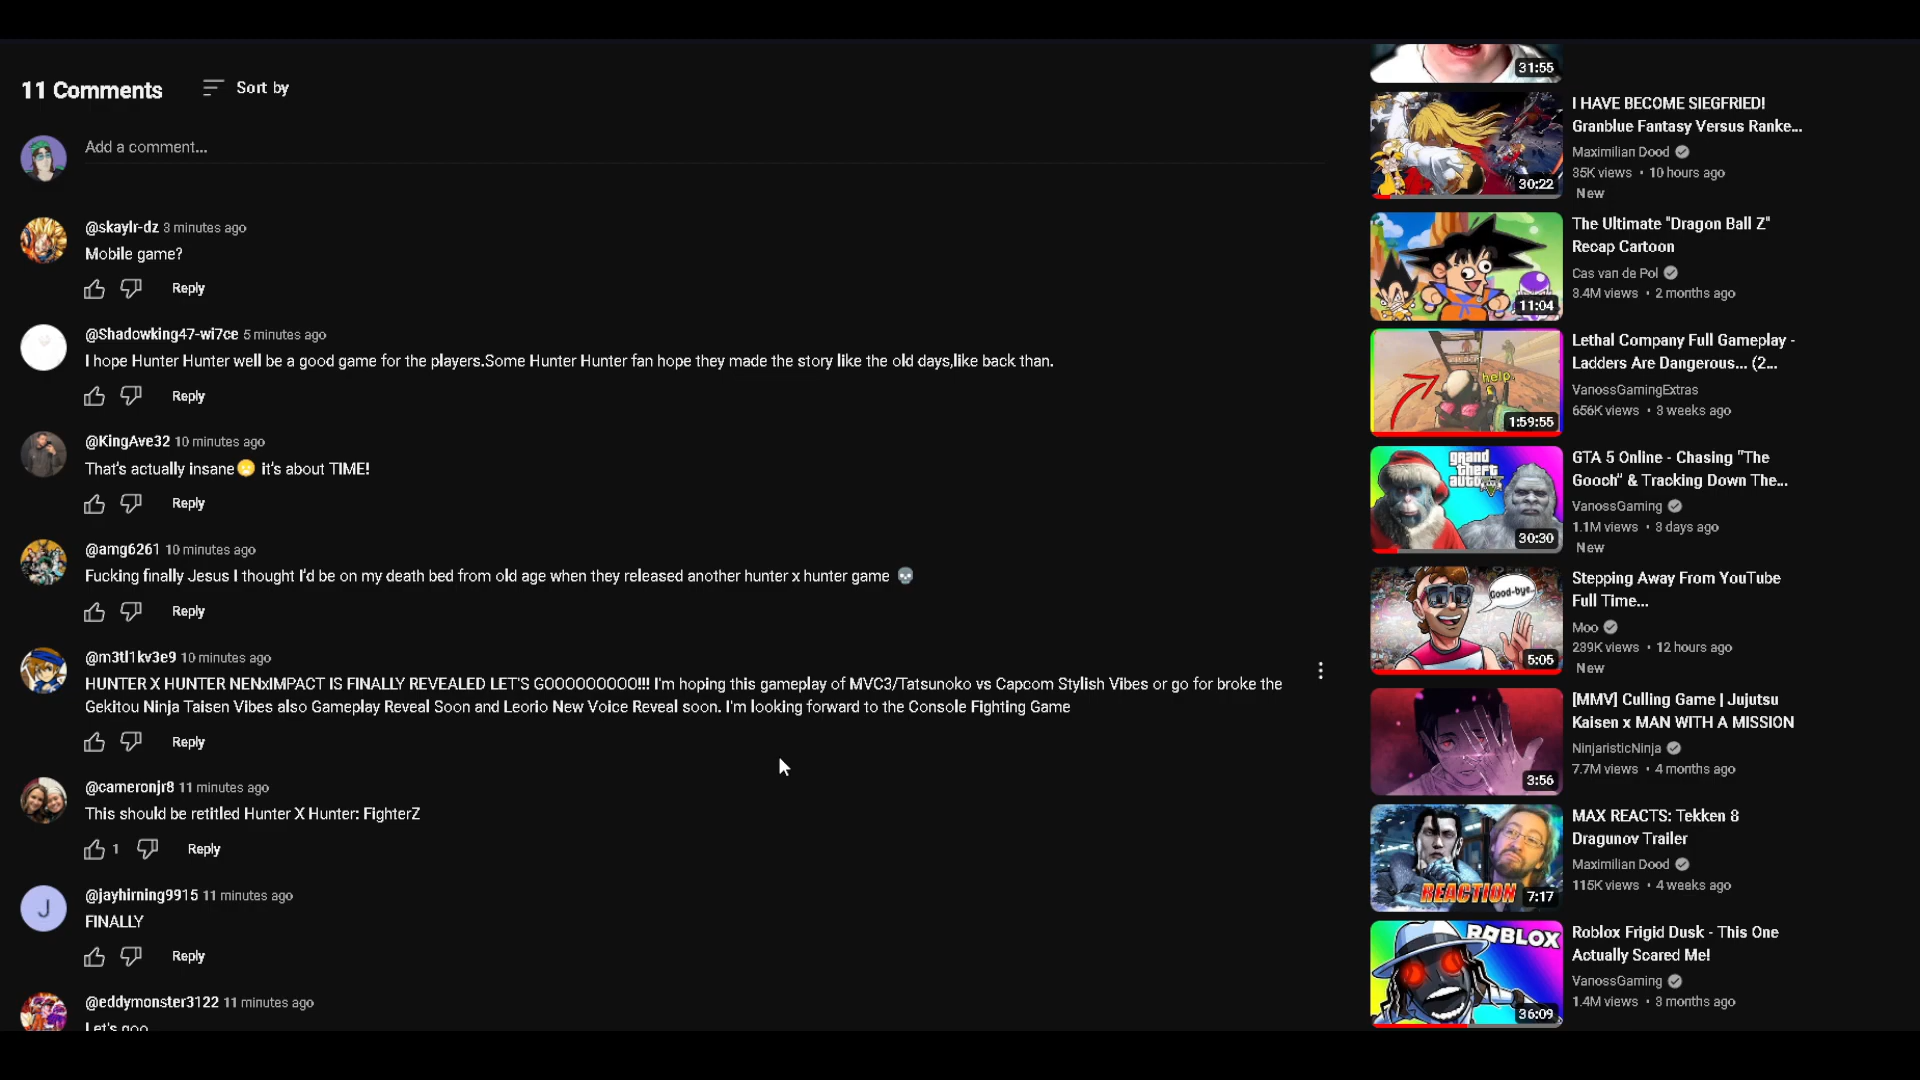 11 Comments
Sort by
Add a comment...
@skaylr-dz 3 minutes ago
Mobile game?
Reply
@Shadowking47-wi7ce 5 minutes ago
I hope Hunter Hunter well be a good game for the players.Some Hunter Hunter fan hope they made the story like the old days,like back than.
Reply
@KingAve32 10 minutes ago
That's actually insane😳 it's about TIME!
Reply
@amg6261 10 minutes ago
Fucking finally Jesus I thought I'd be on my death bed from old age when they released another hunter x hunter game 💀
Reply
@m3tl1kv3e9 10 minutes ago
HUNTER X HUNTER NENxIMPACT IS FINALLY REVEALED LET'S GOOOOOOOOO!!! I'm hoping this gameplay of MVC3/Tatsunoko vs Capcom Stylish Vibes or go for broke the
Gekitou Ninja Taisen Vibes also Gameplay Reveal Soon and Leorio New Voice Reveal soon. I'm looking forward to the Console Fighting Game
Reply
@cameronjr8 11 minutes ago
This should be retitled Hunter X Hunter: FighterZ
1
Reply
J
@jayhirning9915 11 minutes ago
FINALLY
Reply
@eddymonster3122 11 minutes ago
Let's goo
31:55
30:22
I HAVE BECOME SIEGFRIED!
Granblue Fantasy Versus Ranke...
Maximilian Dood
35K views • 10 hours ago
New
11:04
The Ultimate "Dragon Ball Z"
Recap Cartoon
Cas van de Pol
3.4M views • 2 months ago
help.
1:59:55
Lethal Company Full Gameplay -
Ladders Are Dangerous... (2...
VanossGamingExtras
656K views • 3 weeks ago
grand
theft
auto
30:30
GTA 5 Online - Chasing "The
Gooch" & Tracking Down The...
VanossGaming
1.1M views • 3 days ago
New
Good-bye...
5:05
Stepping Away From YouTube
Full Time...
Moo
239K views • 12 hours ago
New
3:56
[MMV] Culling Game | Jujutsu
Kaisen x MAN WITH A MISSION
NinjaristicNinja
7.7M views • 4 months ago
REACTION
7:17
MAX REACTS: Tekken 8
Dragunov Trailer
Maximilian Dood
115K views • 4 weeks ago
ROBLOX
36:09
Roblox Frigid Dusk - This One
Actually Scared Me!
VanossGaming
1.4M views • 3 months ago